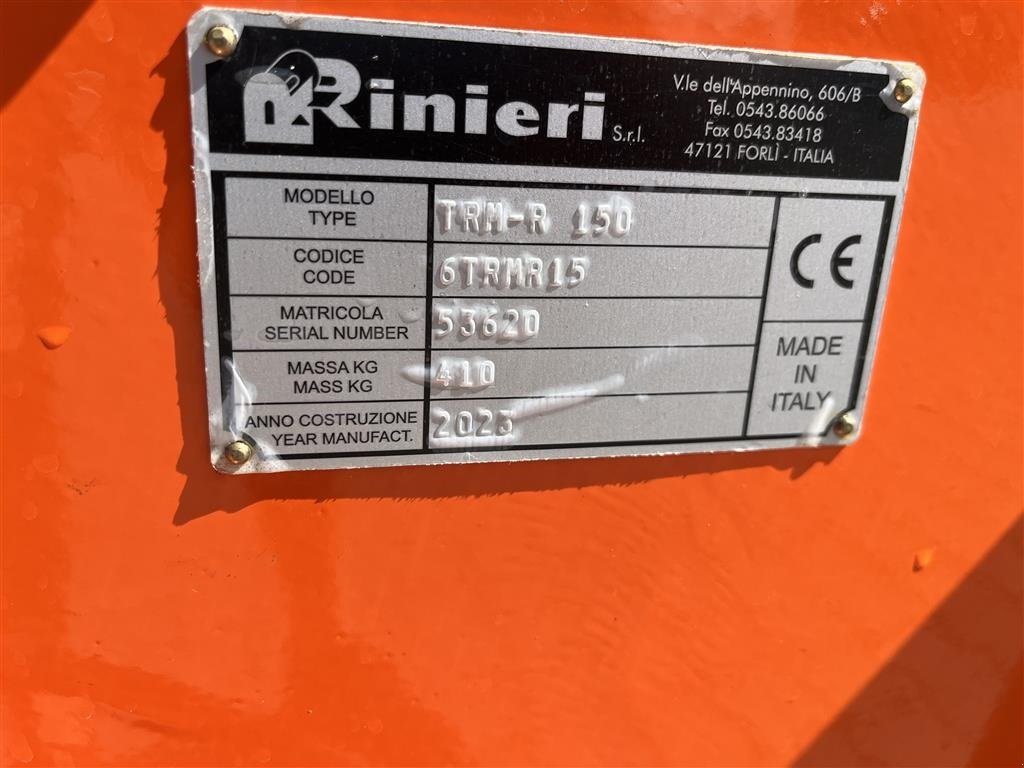 Rinieri S.r.l.
V.le dell'Appennino, 606/B
Tel. 0543.86066
Fax 0543.83418
47121 FORLÌ - ITALIA
MODELLO
TYPE
TRM-R 150
CODICE
CODE
6TRMR15
MATRICOLA
SERIAL NUMBER
53620
MASSA KG
MASS KG
410
ANNO COSTRUZIONE
YEAR MANUFACT.
2023
CE
MADE
IN
ITALY